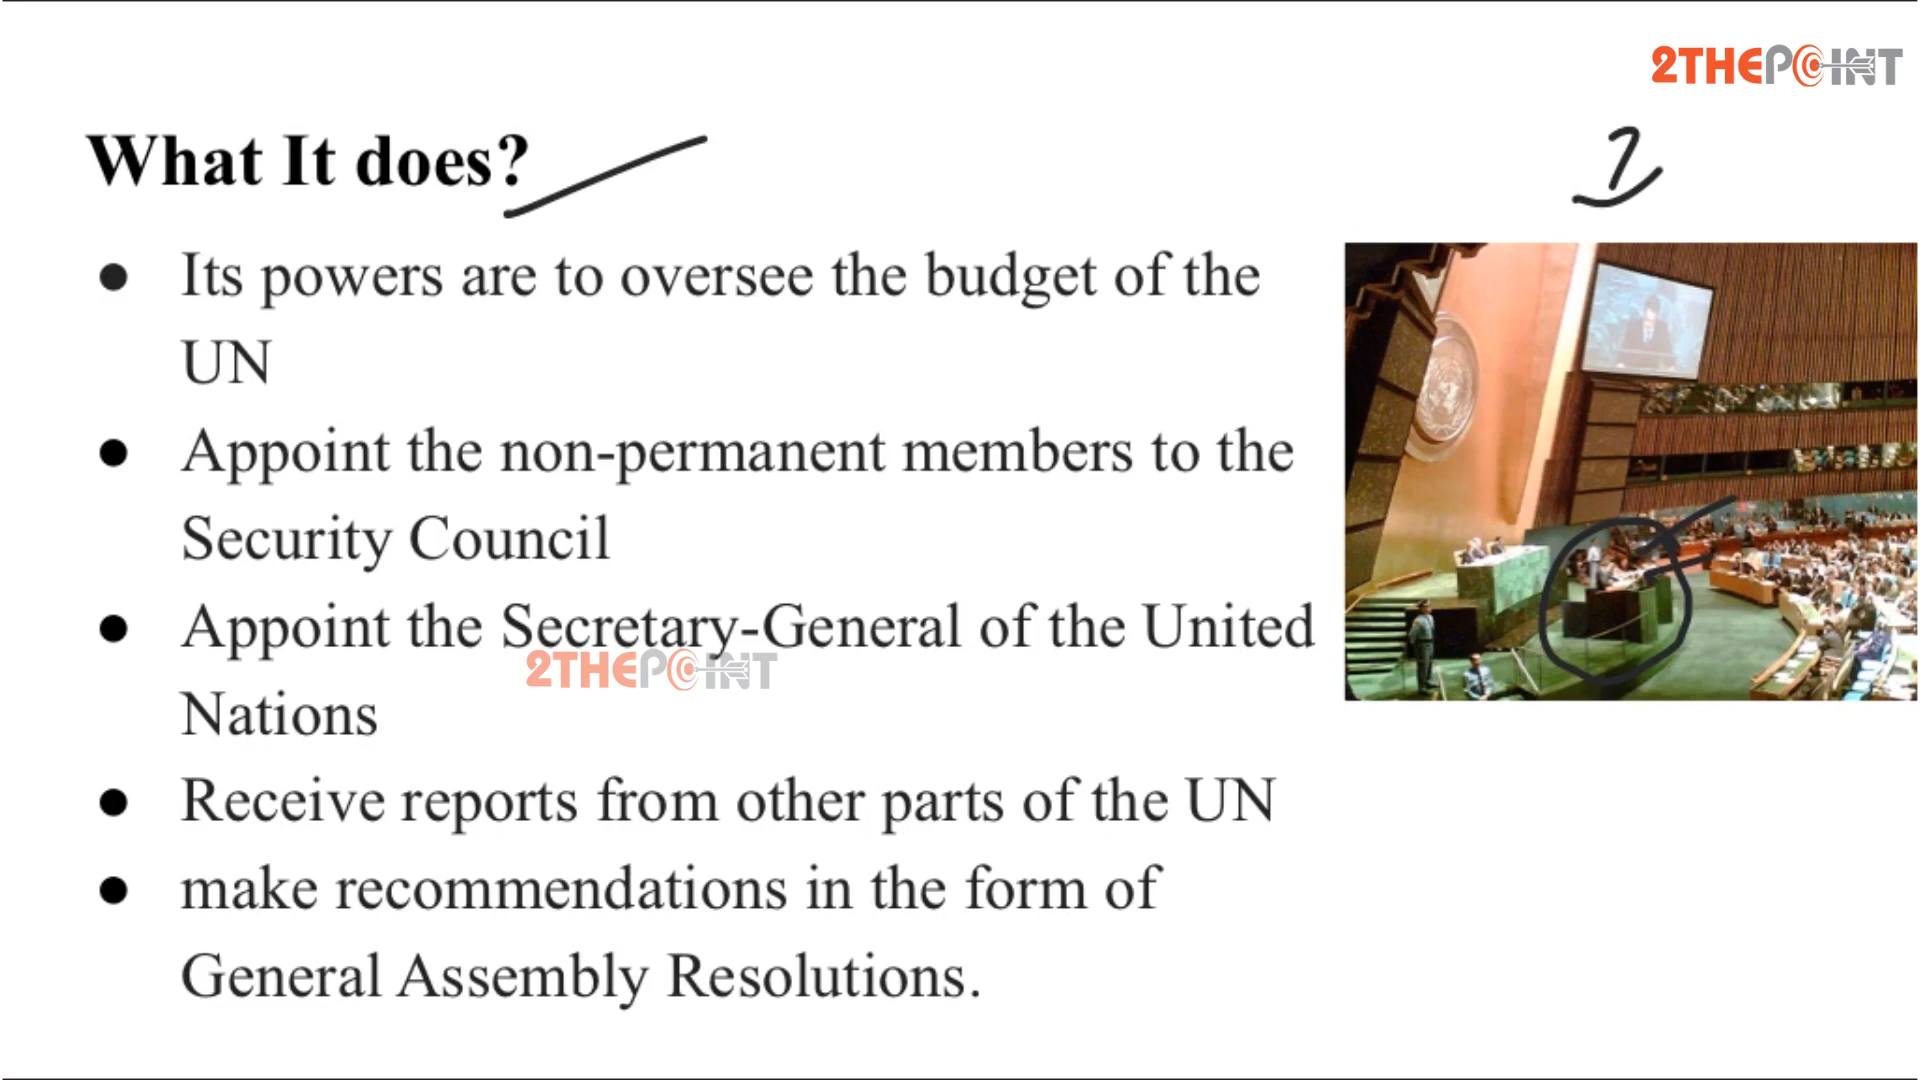 2THEPOINT
1
What It does?
● Its powers are to oversee the budget of the
UN
● Appoint the non-permanent members to the
Security Council
● Appoint the Secretary-General of the United
2THEPOINT
Nations
● Receive reports from other parts of the UN
● make recommendations in the form of
General Assembly Resolutions.